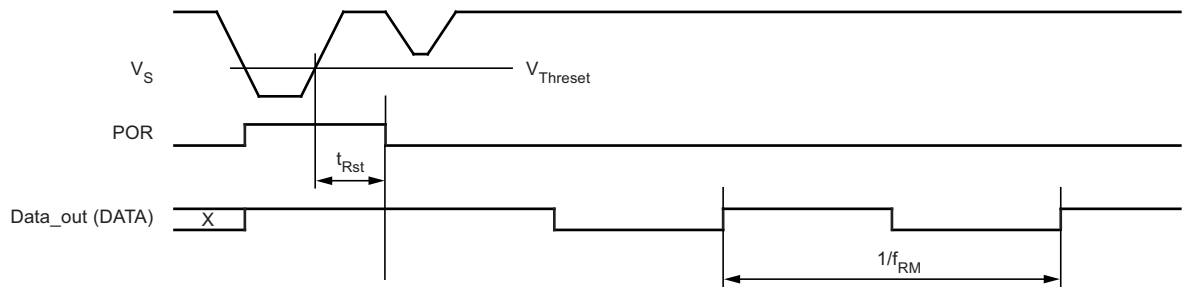 V_S
V_Threset
POR
t_Rst
Data_out (DATA)
X
1/f_RM